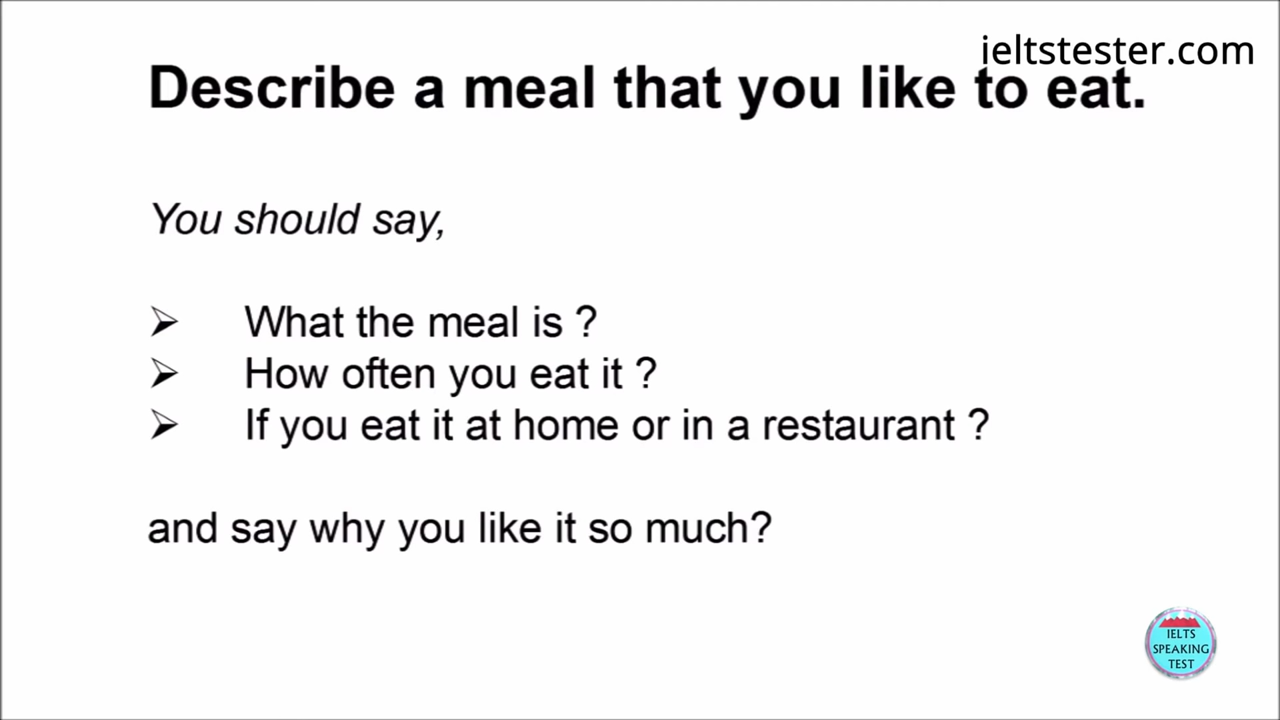 ieltstester.com
Describe a meal that you like to eat.
You should say,
➢ What the meal is ?
➢ How often you eat it ?
➢ If you eat it at home or in a restaurant ?
and say why you like it so much?
IELTS
SPEAKING
TEST